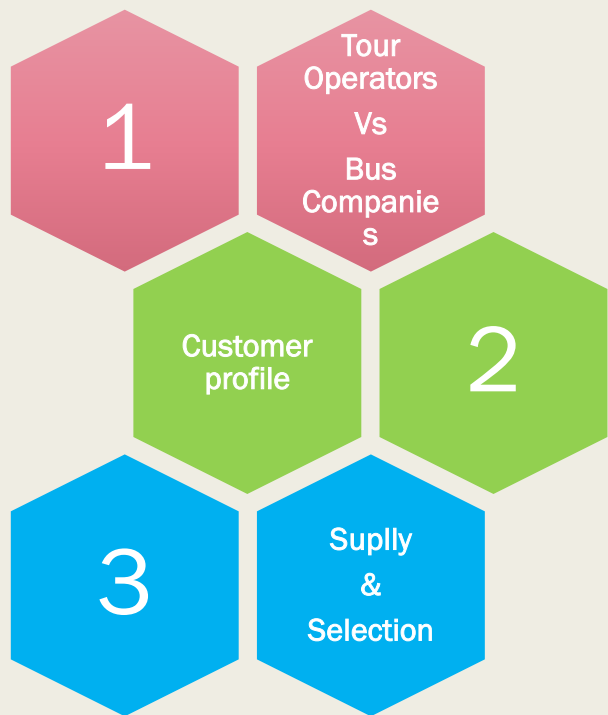 1
Tour
Operators
Vs
Bus
Companie
s
Customer
profile
2
3
Suplly
&
Selection